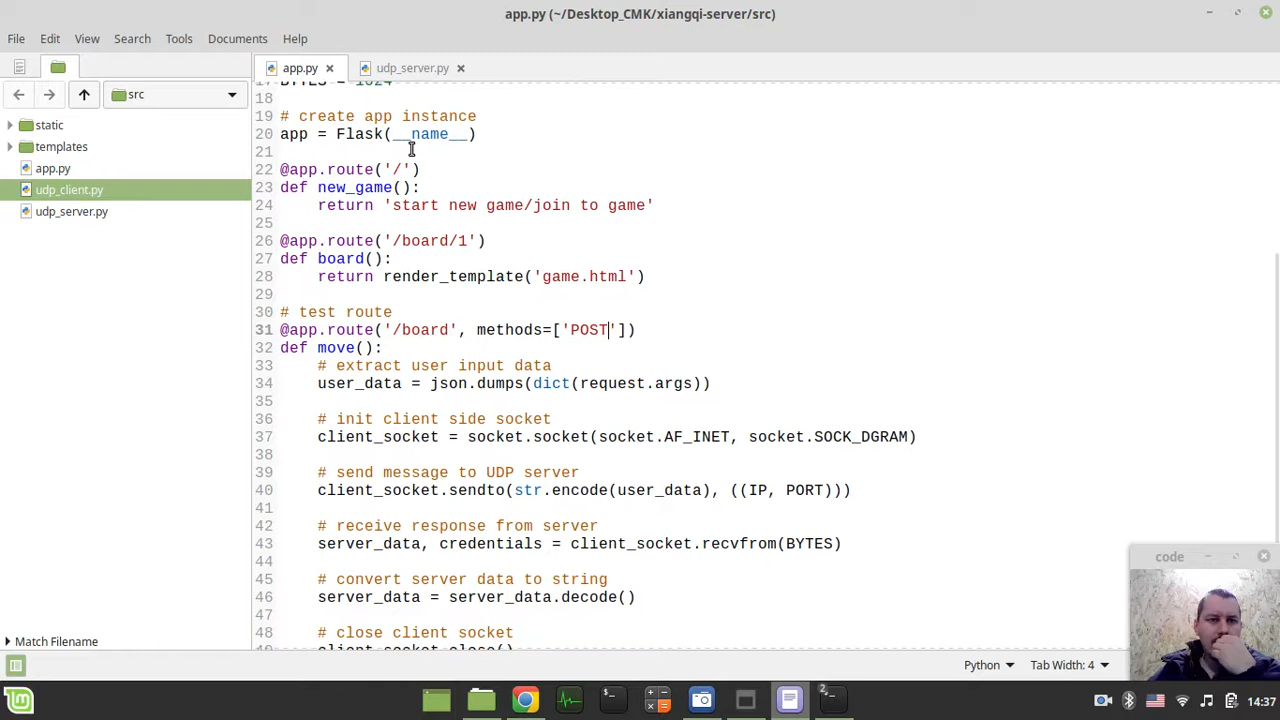 app.py (~/Desktop_CMK/xiangqi-server/src)
File Edit View Search Tools Documents Help
app.py udp_server.py
src
static
templates
app.py
udp_client.py
udp_server.py
Match Filename
17 BYTES = 1024
18
19 # create app instance
20 app = Flask(__name__)
21
22 @app.route('/')
23 def new_game():
24 return 'start new game/join to game'
25
26 @app.route('/board/1')
27 def board():
28 return render_template('game.html')
29
30 # test route
31 @app.route('/board', methods=['POST'])
32 def move():
33 # extract user input data
34 user_data = json.dumps(dict(request.args))
35
36 # init client side socket
37 client_socket = socket.socket(socket.AF_INET, socket.SOCK_DGRAM)
38
39 # send message to UDP server
40 client_socket.sendto(str.encode(user_data), ((IP, PORT)))
41
42 # receive response from server
43 server_data, credentials = client_socket.recvfrom(BYTES)
44
45 # convert server data to string
46 server_data = server_data.decode()
47
48 # close client socket
49 client_socket.close()
code
Python Tab Width: 4
14:37